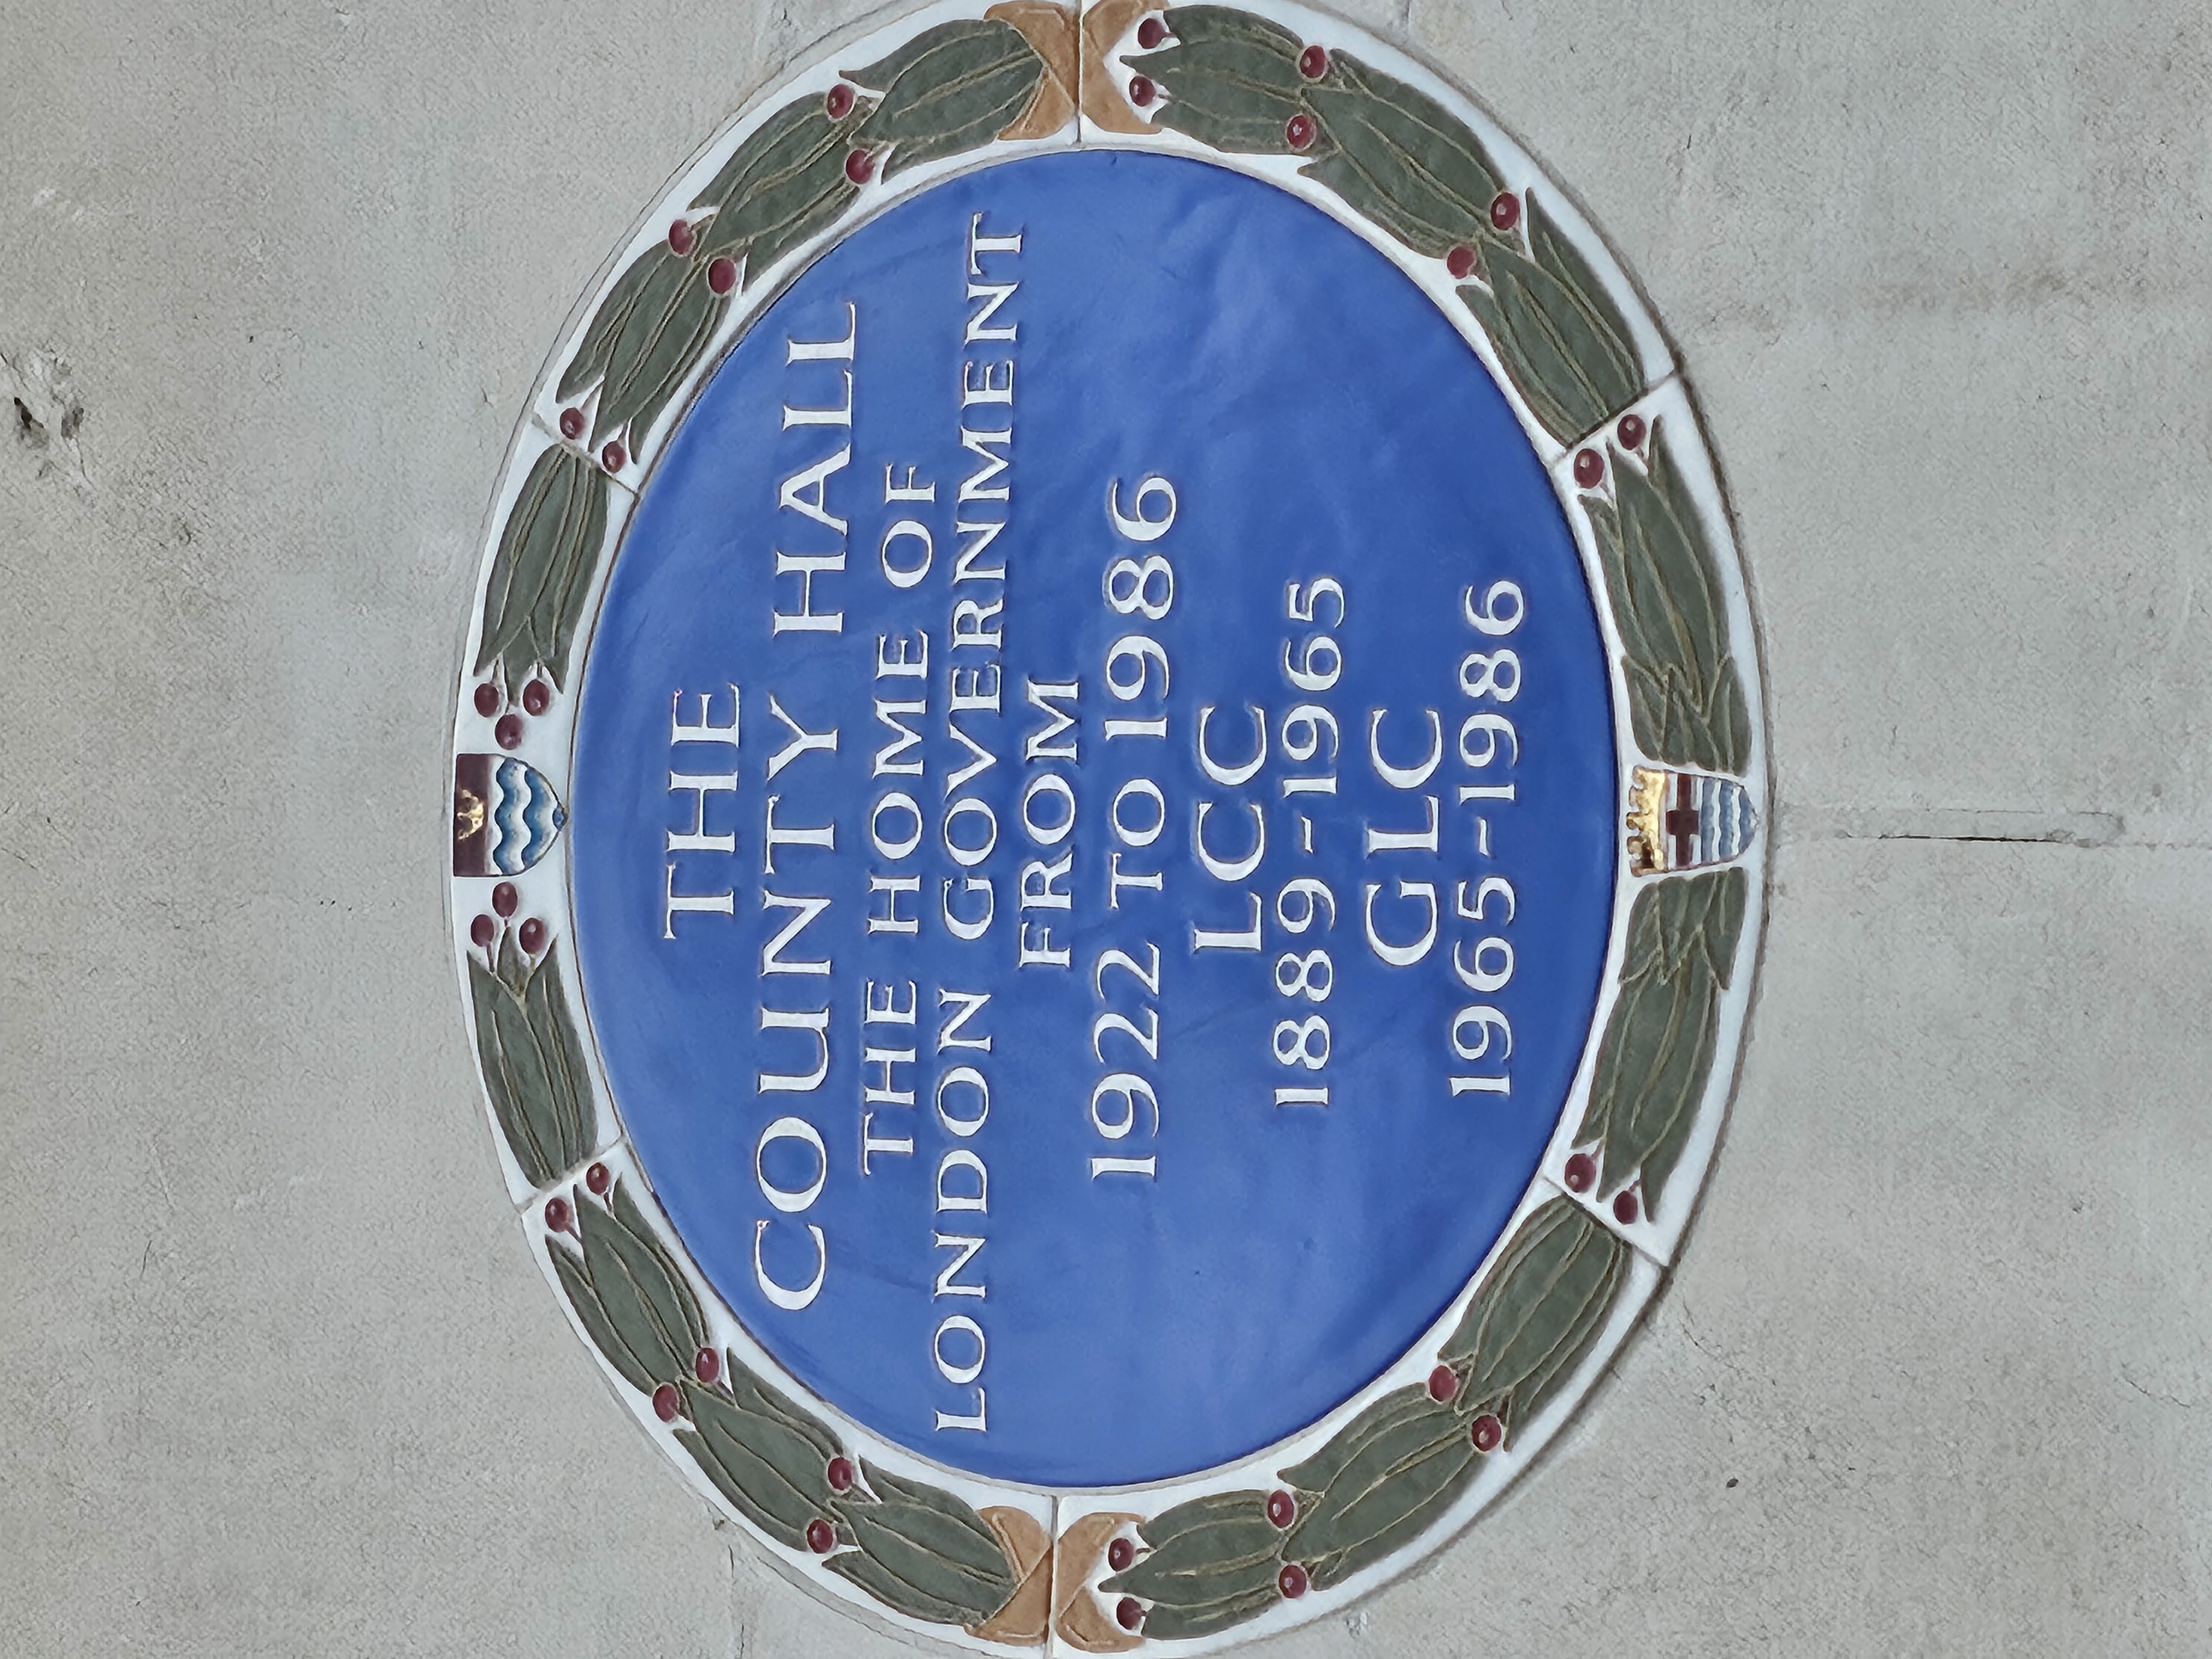 THE
COUNTY HALL
THE HOME OF
LONDON GOVERNMENT
FROM
1922 TO 1986
LCC
1889-1965
GLC
1965-1986